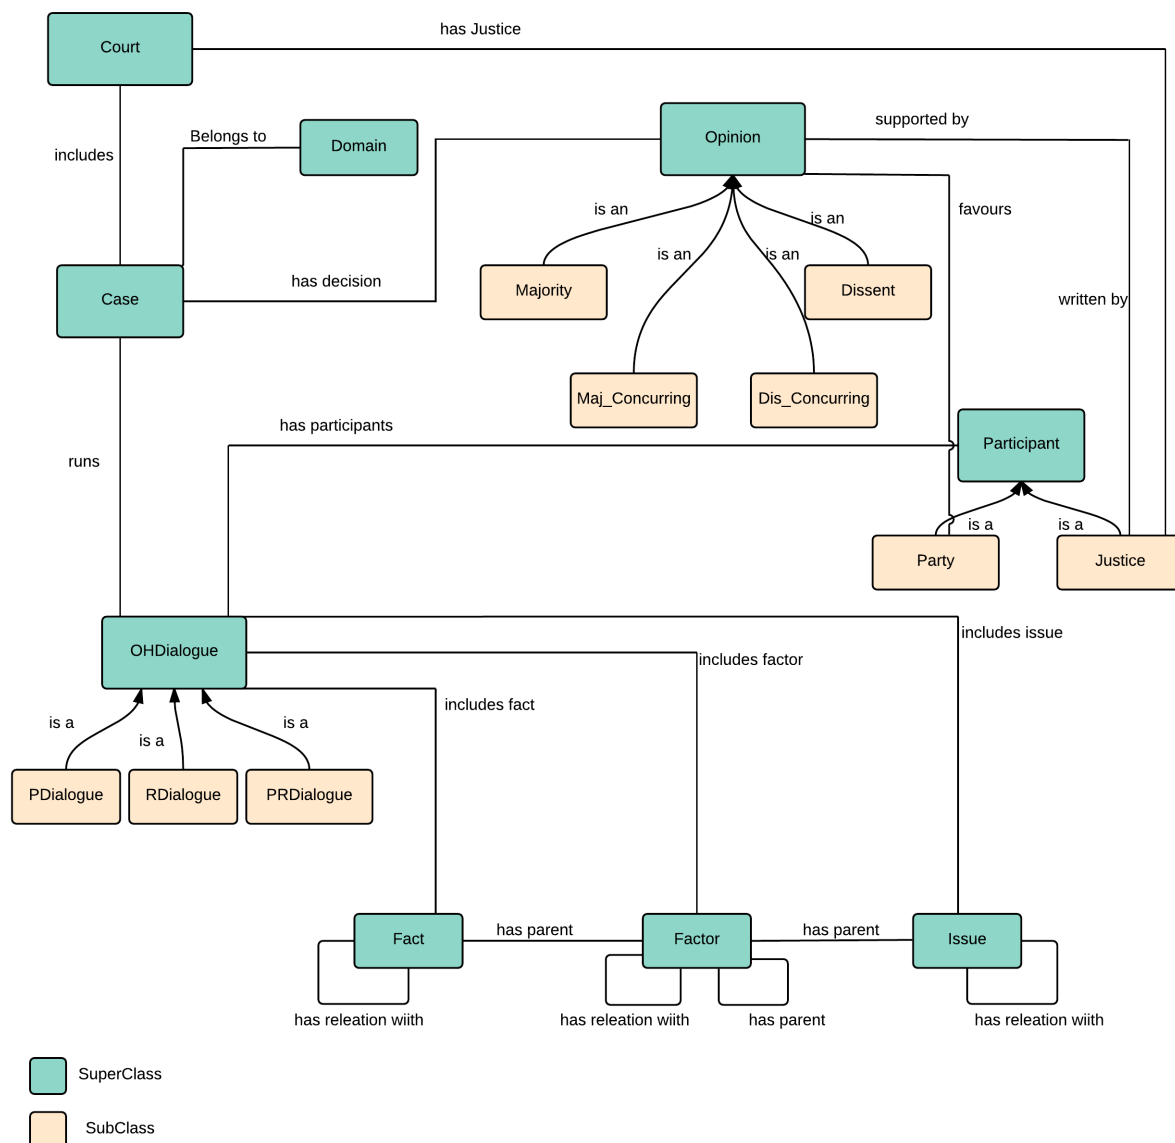 has Justice
Court
supported by
Belongs to
Opinion
Domain
includes
is an
is an
favours
is an
is an
has decision
Majority
Dissent
Case
written by
Maj_Concurring
Dis_Concurring
has participants
Participant
runs
is a
is a
Party
Justice
includes issue
OHDialogue
includes factor
includes fact
is a
is a
is a
PDialogue
RDialogue
PRDialogue
has parent
has parent
Fact
Factor
Issue
has releation wiith
has releation wiith
has parent
has releation wiith
SuperClass
SubClass